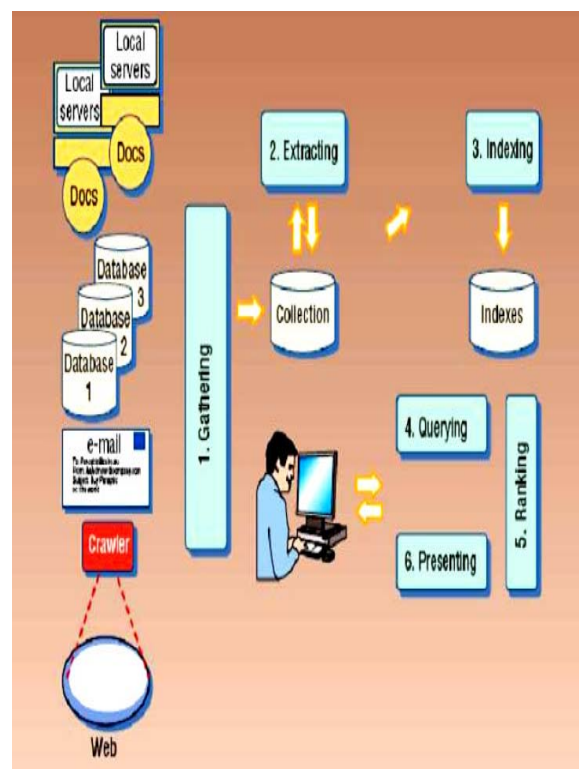 Local
servers
Local
servers
Docs
Docs
2. Extracting
3. Indexing
Database
3
Database
2
Database
1
1. Gathering
Collection
Indexes
e-mail
4. Querying
5. Ranking
6. Presenting
Crawler
Web